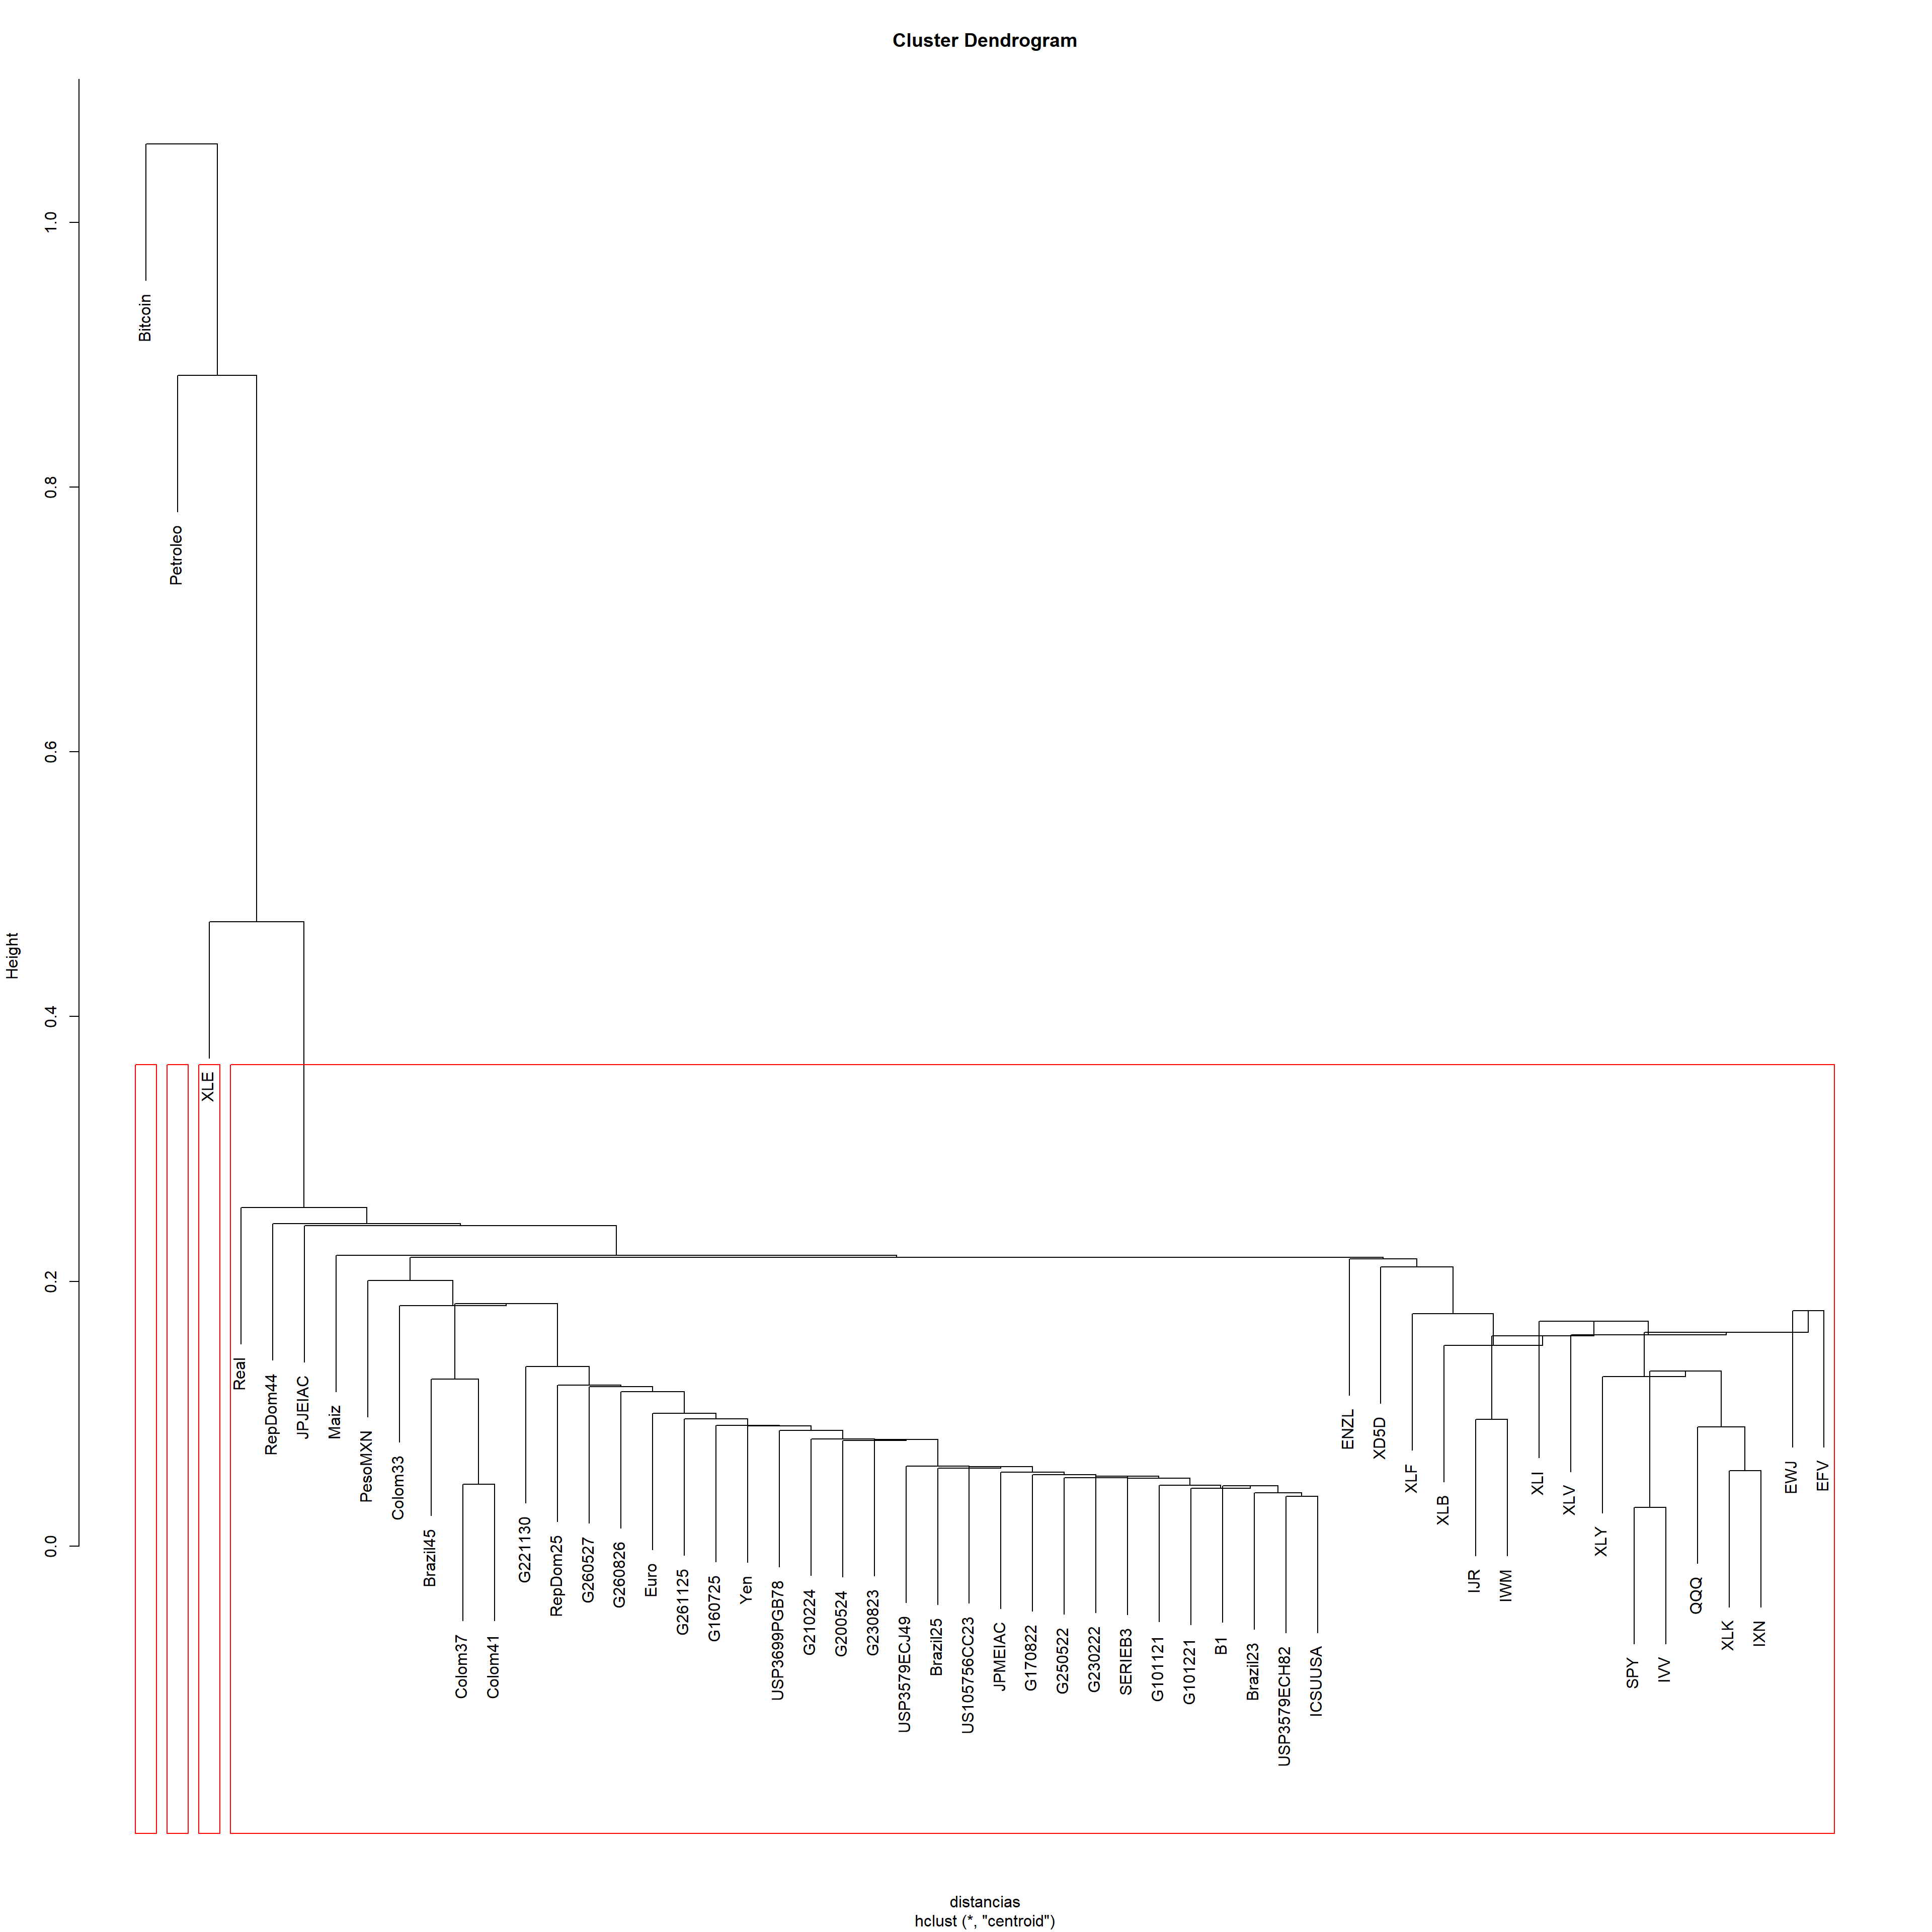 Cluster Dendrogram
Height
1.0
0.8
0.6
0.4
0.2
0.0
Bitcoin
Petroleo
XLE
Real
RepDom44
JPJEIAC
Maiz
PesoMXN
Colom33
Brazil45
Colom37
Colom41
G221130
RepDom25
G260527
G260826
Euro
G261125
G160725
Yen
USP3699PGB78
G210224
G200524
G230823
USP3579ECJ49
Brazil25
US105756CC23
JPMEIAC
G170822
G250522
G230222
SERIEB3
G101121
G101221
B1
Brazil23
USP3579ECH82
ICSUUSA
ENZL
XD5D
XLF
XLB
IJR
IWM
XLI
XLV
XLY
SPY
IVV
QQQ
XLK
IXN
EWJ
EFV
distancias
hclust (*, "centroid")